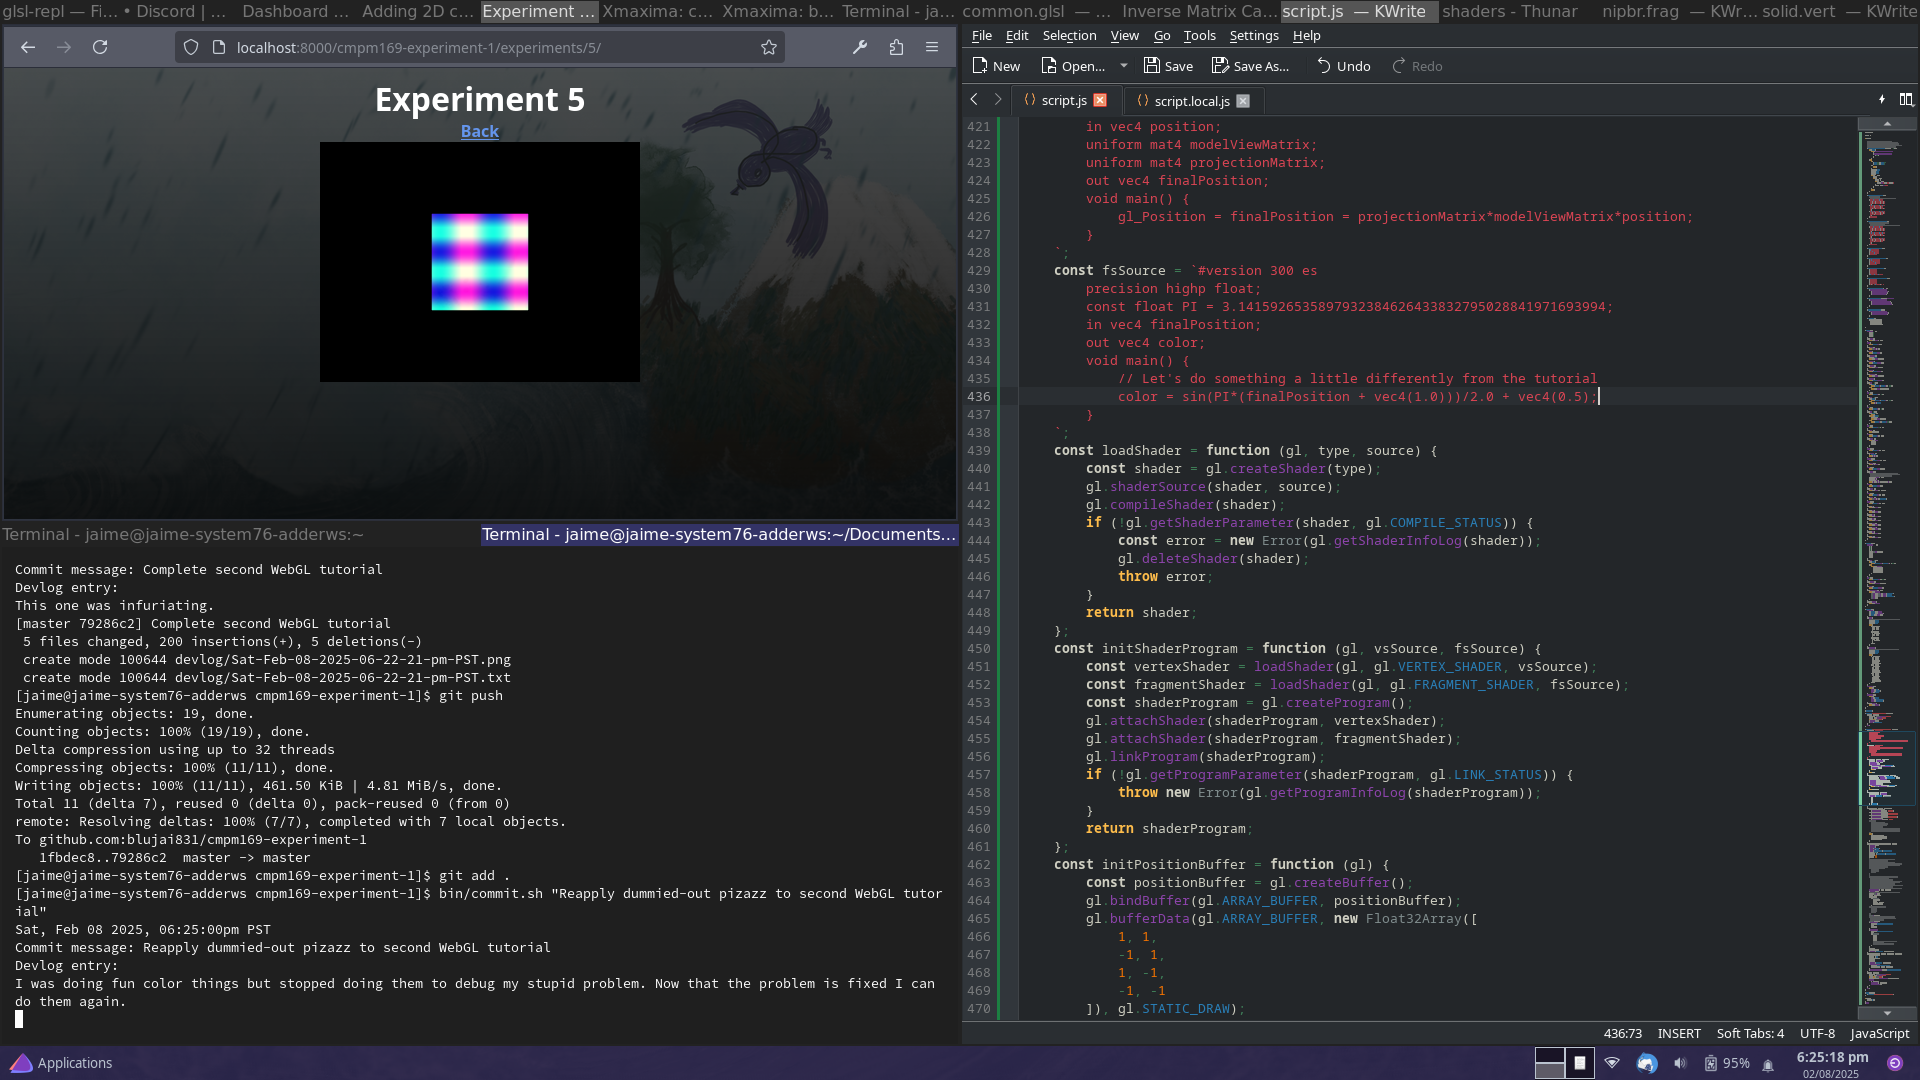 glsl-repl — Fi... • Discord | ...
Dashboard ...
Adding 2D c...
Experiment ...
Xmaxima: c...
Xmaxima: b...
Terminal - ja...
common.glsl — ...
Inverse Matrix Ca...
script.js — KWrite
shaders - Thunar
nipbr.frag — KWr...
solid.vert — KWrite
localhost:8000/cmpm169-experiment-1/experiments/5/
Experiment 5
Back
Terminal - jaime@jaime-system76-adderws:~
Terminal - jaime@jaime-system76-adderws:~/Documents...
Commit message: Complete second WebGL tutorial
Devlog entry:
This one was infuriating.
[master 79286c2] Complete second WebGL tutorial
5 files changed, 200 insertions(+), 5 deletions(-)
create mode 100644 devlog/Sat-Feb-08-2025-06-22-21-pm-PST.png
create mode 100644 devlog/Sat-Feb-08-2025-06-22-21-pm-PST.txt
[jaime@jaime-system76-adderws cmpm169-experiment-1]$ git push
Enumerating objects: 19, done.
Counting objects: 100% (19/19), done.
Delta compression using up to 32 threads
Compressing objects: 100% (11/11), done.
Writing objects: 100% (11/11), 461.50 KiB | 4.81 MiB/s, done.
Total 11 (delta 7), reused 0 (delta 0), pack-reused 0 (from 0)
remote: Resolving deltas: 100% (7/7), completed with 7 local objects.
To github.com:blujai831/cmpm169-experiment-1
1fbdec8..79286c2  master -> master
[jaime@jaime-system76-adderws cmpm169-experiment-1]$ git add .
[jaime@jaime-system76-adderws cmpm169-experiment-1]$ bin/commit.sh "Reapply dummied-out pizazz to second WebGL tutor
ial"
Sat, Feb 08 2025, 06:25:00pm PST
Commit message: Reapply dummied-out pizazz to second WebGL tutorial
Devlog entry:
I was doing fun color things but stopped doing them to debug my stupid problem. Now that the problem is fixed I can
do them again.
File Edit Selection View Go Tools Settings Help
New Open... Save Save As... Undo Redo
script.js
script.local.js
421 in vec4 position;
422 uniform mat4 modelViewMatrix;
423 uniform mat4 projectionMatrix;
424 out vec4 finalPosition;
425 void main() {
426 gl_Position = finalPosition = projectionMatrix*modelViewMatrix*position;
427 }
428 `;
429 const fsSource = `#version 300 es
430 precision highp float;
431 const float PI = 3.1415926535897932384626433832795028841971693994;
432 in vec4 finalPosition;
433 out vec4 color;
434 void main() {
435 // Let's do something a little differently from the tutorial
436 color = sin(PI*(finalPosition + vec4(1.0)))/2.0 + vec4(0.5);
437 }
438 `;
439 const loadShader = function (gl, type, source) {
440 const shader = gl.createShader(type);
441 gl.shaderSource(shader, source);
442 gl.compileShader(shader);
443 if (!gl.getShaderParameter(shader, gl.COMPILE_STATUS)) {
444 const error = new Error(gl.getShaderInfoLog(shader));
445 gl.deleteShader(shader);
446 throw error;
447 }
448 return shader;
449 };
450 const initShaderProgram = function (gl, vsSource, fsSource) {
451 const vertexShader = loadShader(gl, gl.VERTEX_SHADER, vsSource);
452 const fragmentShader = loadShader(gl, gl.FRAGMENT_SHADER, fsSource);
453 const shaderProgram = gl.createProgram();
454 gl.attachShader(shaderProgram, vertexShader);
455 gl.attachShader(shaderProgram, fragmentShader);
456 gl.linkProgram(shaderProgram);
457 if (!gl.getProgramParameter(shaderProgram, gl.LINK_STATUS)) {
458 throw new Error(gl.getProgramInfoLog(shaderProgram));
459 }
460 return shaderProgram;
461 };
462 const initPositionBuffer = function (gl) {
463 const positionBuffer = gl.createBuffer();
464 gl.bindBuffer(gl.ARRAY_BUFFER, positionBuffer);
465 gl.bufferData(gl.ARRAY_BUFFER, new Float32Array([
466 1, 1,
467 -1, 1,
468 1, -1,
469 -1, -1
470 ]), gl.STATIC_DRAW);
436:73 INSERT Soft Tabs: 4 UTF-8 JavaScript
Applications
95%
6:25:18 pm
02/08/2025